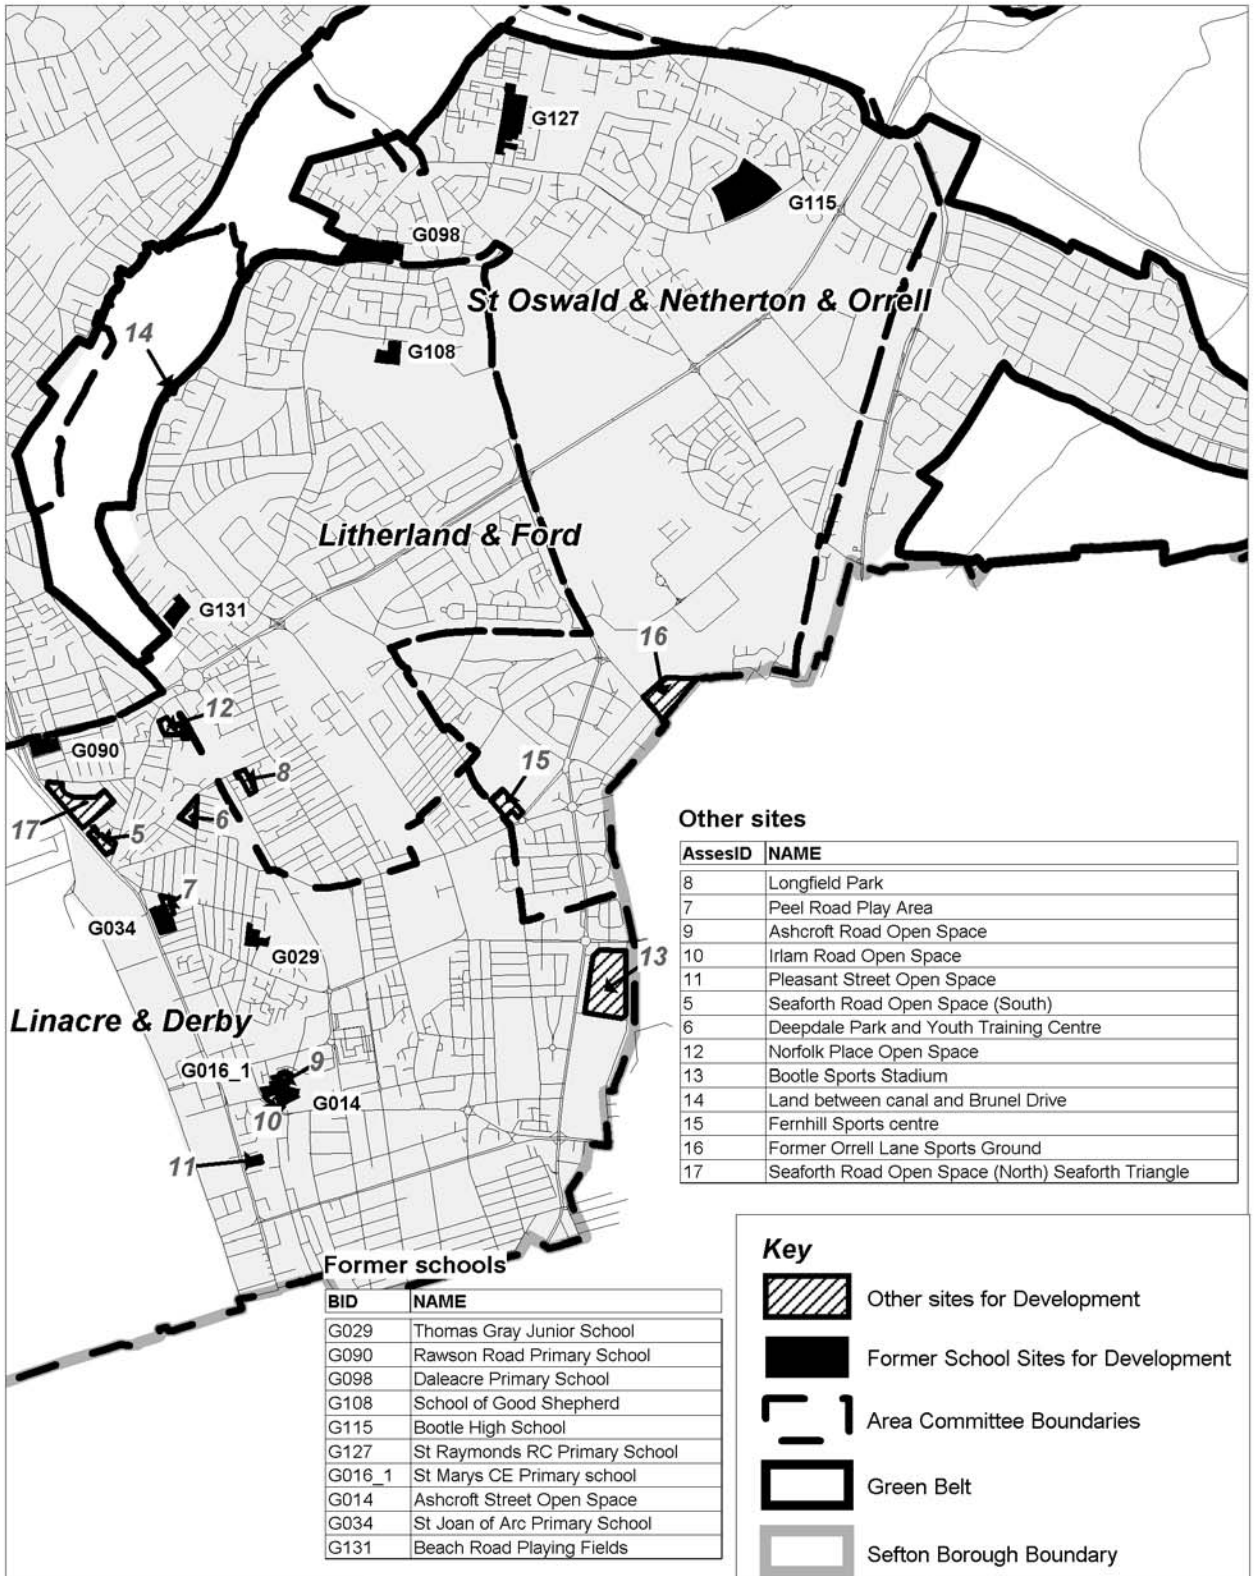 G127
G115
G098
St Oswald & Netherton & Orrell
14
G108
Litherland & Ford
G131
16
12
G090
15
8
17
5
6
7
G034
G029
13
Linacre & Derby
G016_1
9
10
G014
11
Other sites
AssesID NAME
8 Longfield Park
7 Peel Road Play Area
9 Ashcroft Road Open Space
10 Irlam Road Open Space
11 Pleasant Street Open Space
5 Seaforth Road Open Space (South)
6 Deepdale Park and Youth Training Centre
12 Norfolk Place Open Space
13 Bootle Sports Stadium
14 Land between canal and Brunel Drive
15 Fernhill Sports centre
16 Former Orrell Lane Sports Ground
17 Seaforth Road Open Space (North) Seaforth Triangle
Former schools
BID NAME
G029 Thomas Gray Junior School
G090 Rawson Road Primary School
G098 Daleacre Primary School
G108 School of Good Shepherd
G115 Bootle High School
G127 St Raymonds RC Primary School
G016_1 St Marys CE Primary school
G014 Ashcroft Street Open Space
G034 St Joan of Arc Primary School
G131 Beach Road Playing Fields
Key
Other sites for Development
Former School Sites for Development
Area Committee Boundaries
Green Belt
Sefton Borough Boundary